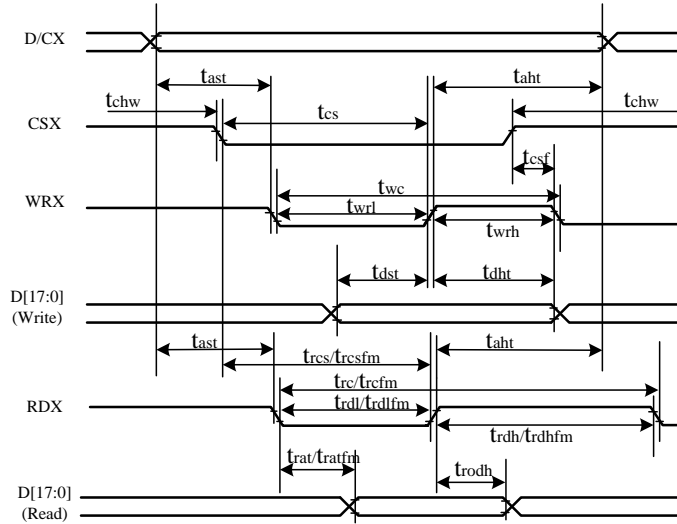 D/CX
tast
taht
tchw
tcs
tchw
CSX
tcsf
twc
WRX
twrl
twrh
tdst
tdht
D[17:0]
(Write)
tast
trcs/trcsfm
taht
trc/trcfm
RDX
trdl/trdlfm
trdh/trdhfm
trat/tratfm
trodh
D[17:0]
(Read)